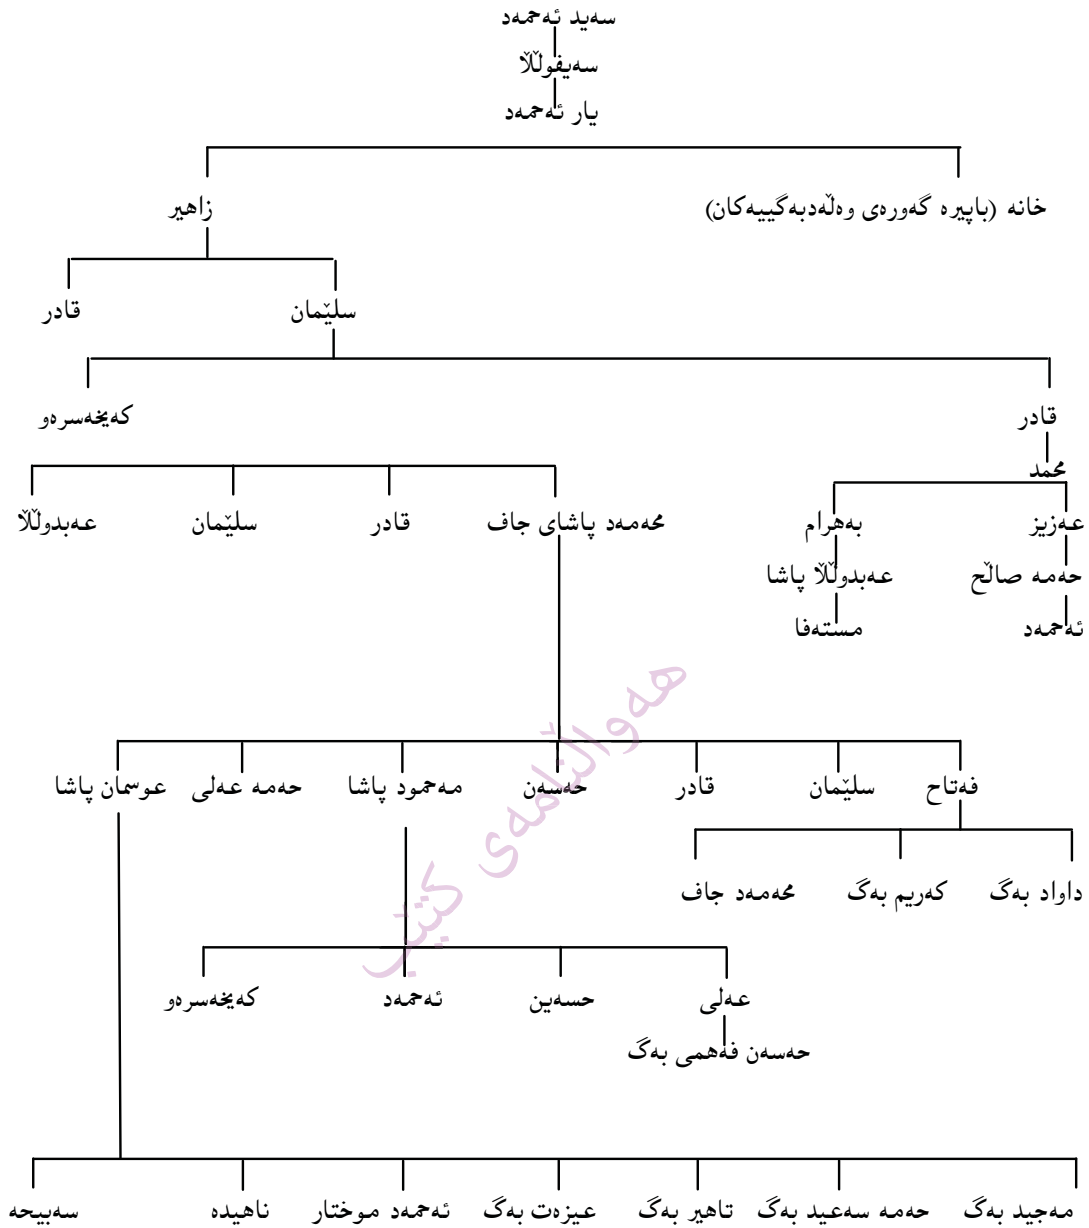 سەید ئەحمەد
سەیفوڵڵا
یار ئەحمەد
خانە (باپیرە گەورەی وەڵەدبەگییەکان) زاهیر
سلێمان قادر
قادر کەیخەسرەو
محمد
محەمەد پاشای جاف قادر سلێمان عەبدوڵڵا
عەزیز بەهرام
حەمە صاڵح عەبدوڵڵا پاشا
ئەحمەد مستەفا
فەتاح سلێمان قادر حەسەن مەحمود پاشا حەمە عەلی عوسمان پاشا
داواد بەگ کەریم بەگ محەمەد جاف
عەلی حسەین ئەحمەد کەیخەسرەو
حەسەن فەهمی بەگ
مەجید بەگ حەمە سەعید بەگ تاهیر بەگ عیززەت بەگ ئەحمەد موختار ناهیدە سەبیحە
هەواڵنامەی کتێب